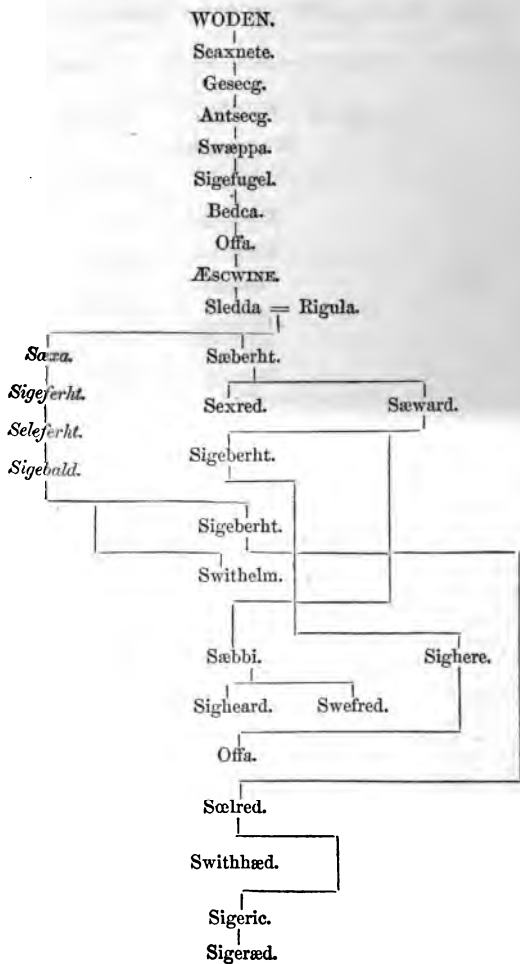 WODEN.
Seaxnete.
Gesecg.
Antsecg.
Swæppa.
Sigefugel.
Bedca.
Offa.
ÆSCWINE.
Sledda = Rigula.
Saxa. Sæberht.
Sigeferht. Sexred. Sæward.
Seleferht. Sigeberht.
Sigebald.
Sigeberht.
Swithelm.
Sæbbi. Sighere.
Sigheard. Swefred.
Offa.
Sœlred.
Swithhæd.
Sigeric.
Sigeræd.